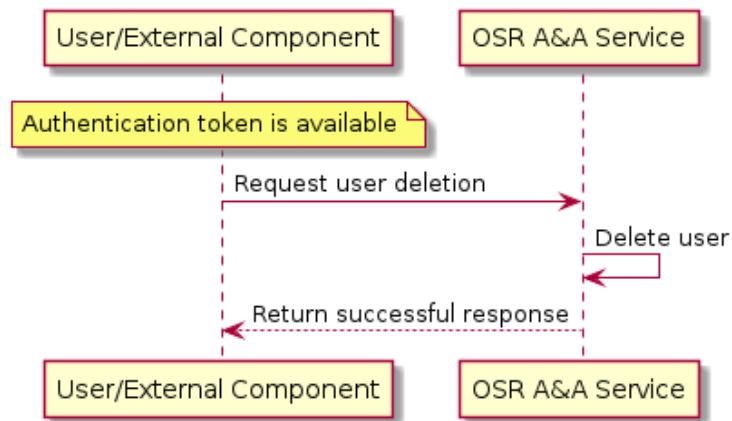 User/External Component
OSR A&A Service
Authentication token is available
Request user deletion
Delete user
Return successful response
User/External Component
OSR A&A Service